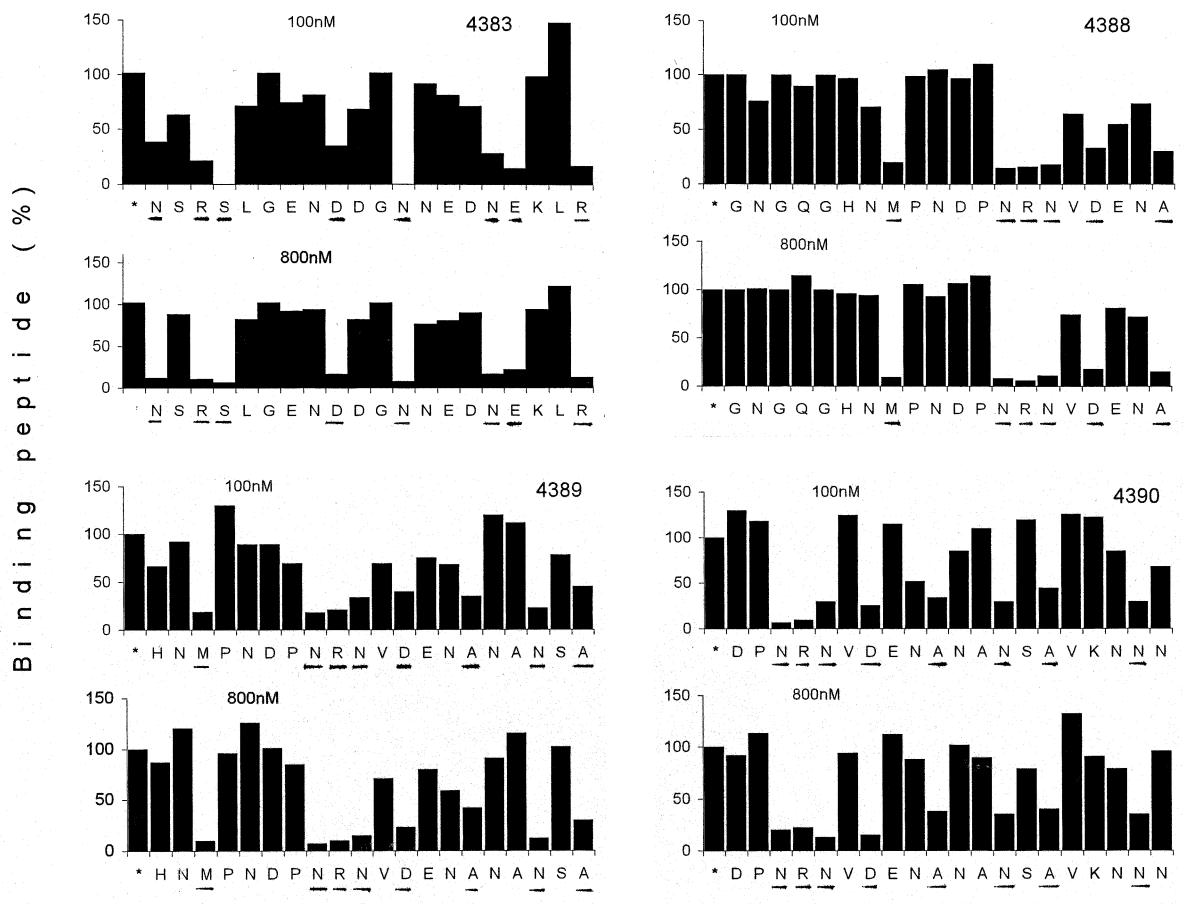 Binding peptide (%)
100nM 4383
150
100
50
0
* N S R S L G E N D D G N N E D N E K L R
800nM
150
100
50
0
* N S R S L G E N D D G N N E D N E K L R
100nM 4388
150
100
50
0
* G N G Q G H N M P N D P N R N V D E N A
800nM
150
100
50
0
* G N G Q G H N M P N D P N R N V D E N A
100nM 4389
150
100
50
0
* H N M P N D P N R N V D E N A N A N S A
800nM
150
100
50
0
* H N M P N D P N R N V D E N A N A N S A
100nM 4390
150
100
50
0
* D P N R N V D E N A N A N S A V K N N N
800nM
150
100
50
0
* D P N R N V D E N A N A N S A V K N N N